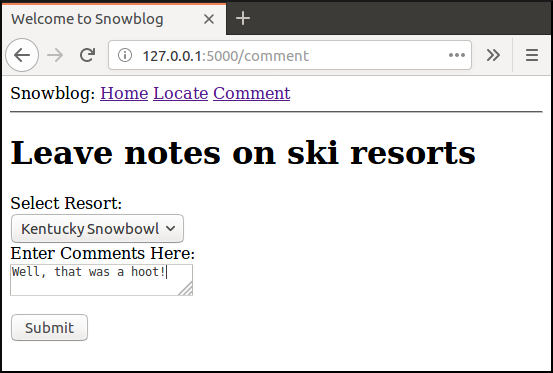 Welcome to Snowblog
127.0.0.1:5000/comment
Snowblog: Home Locate Comment
Leave notes on ski resorts
Select Resort:
Kentucky Snowbowl
Enter Comments Here:
Well, that was a hoot!
Submit